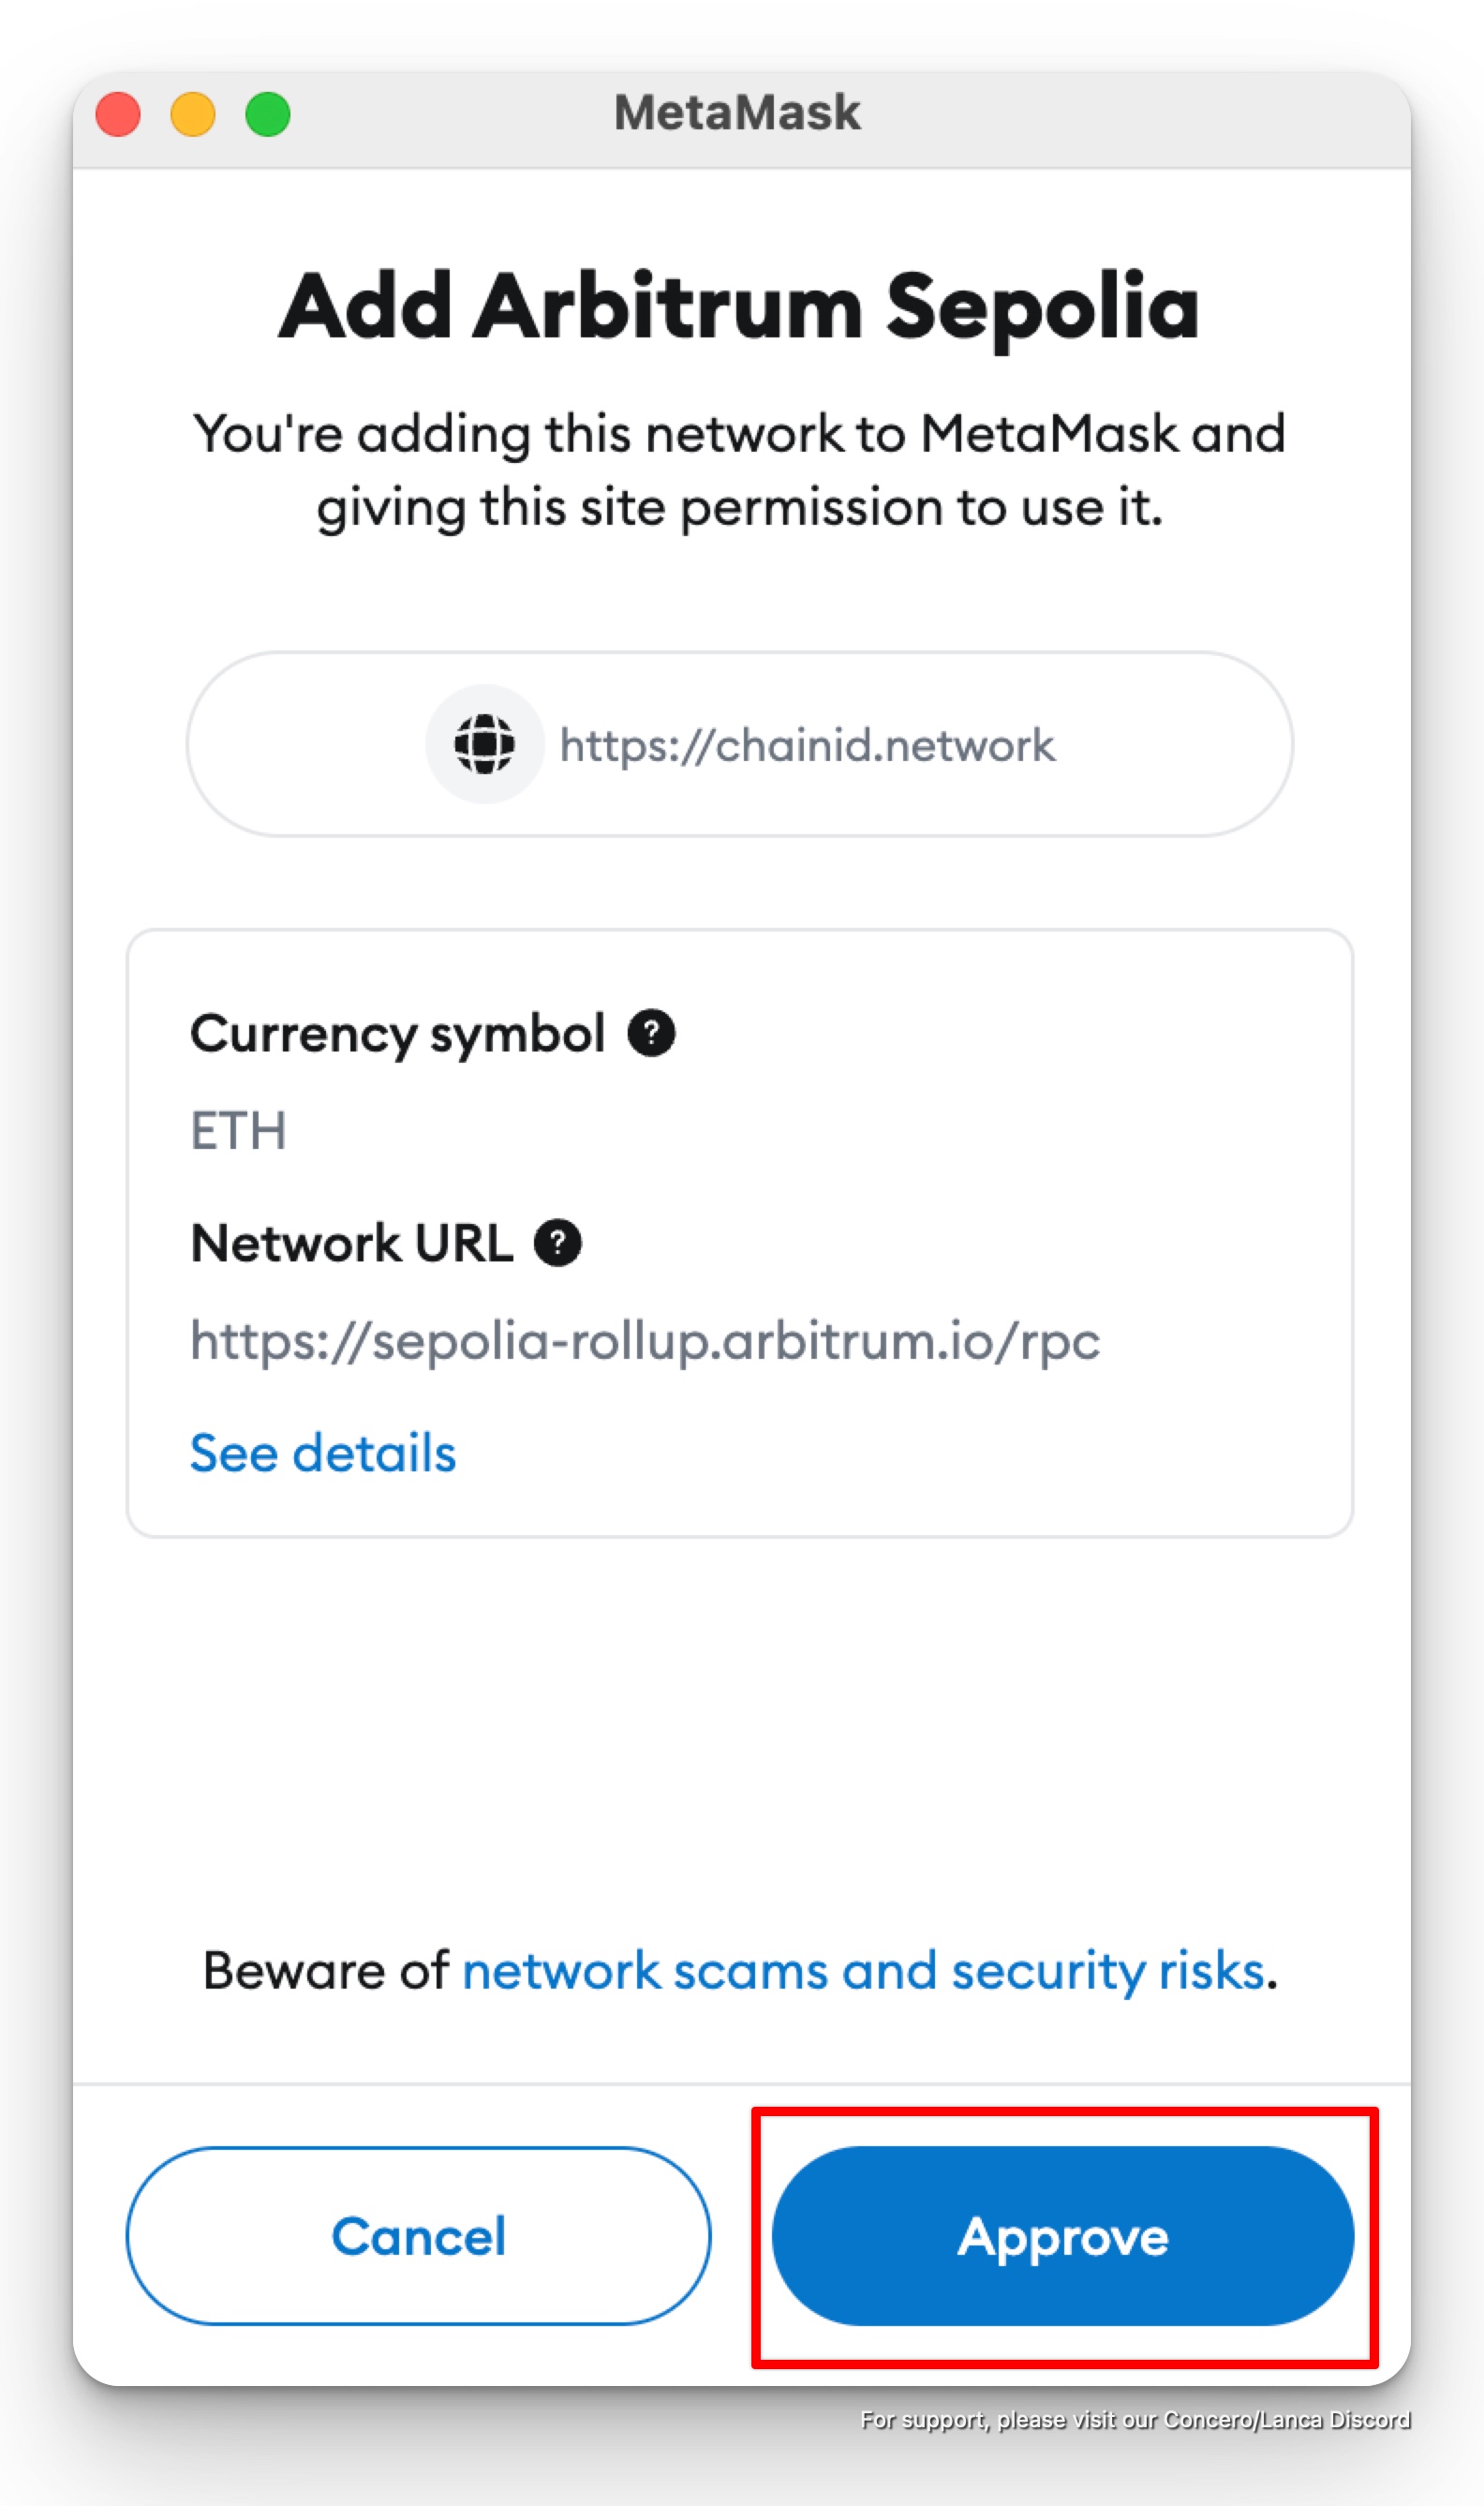 MetaMask
Add Arbitrum Sepolia
You're adding this network to MetaMask and
giving this site permission to use it.
https://chainid.network
Currency symbol ?
ETH
Network URL ?
https://sepolia-rollup.arbitrum.io/rpc
See details
Beware of network scams and security risks.
Cancel
Approve
For support, please visit our Concero/Lanca Discord